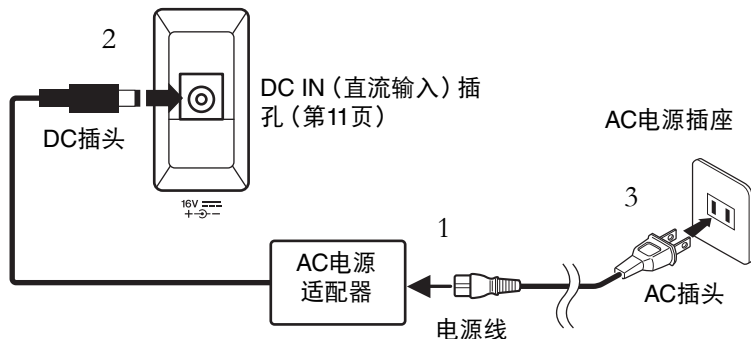 2
DC IN（直流输入）插
孔（第11页）
DC插头
16V
AC电源插座
3
1
AC电源
适配器
AC插头
电源线